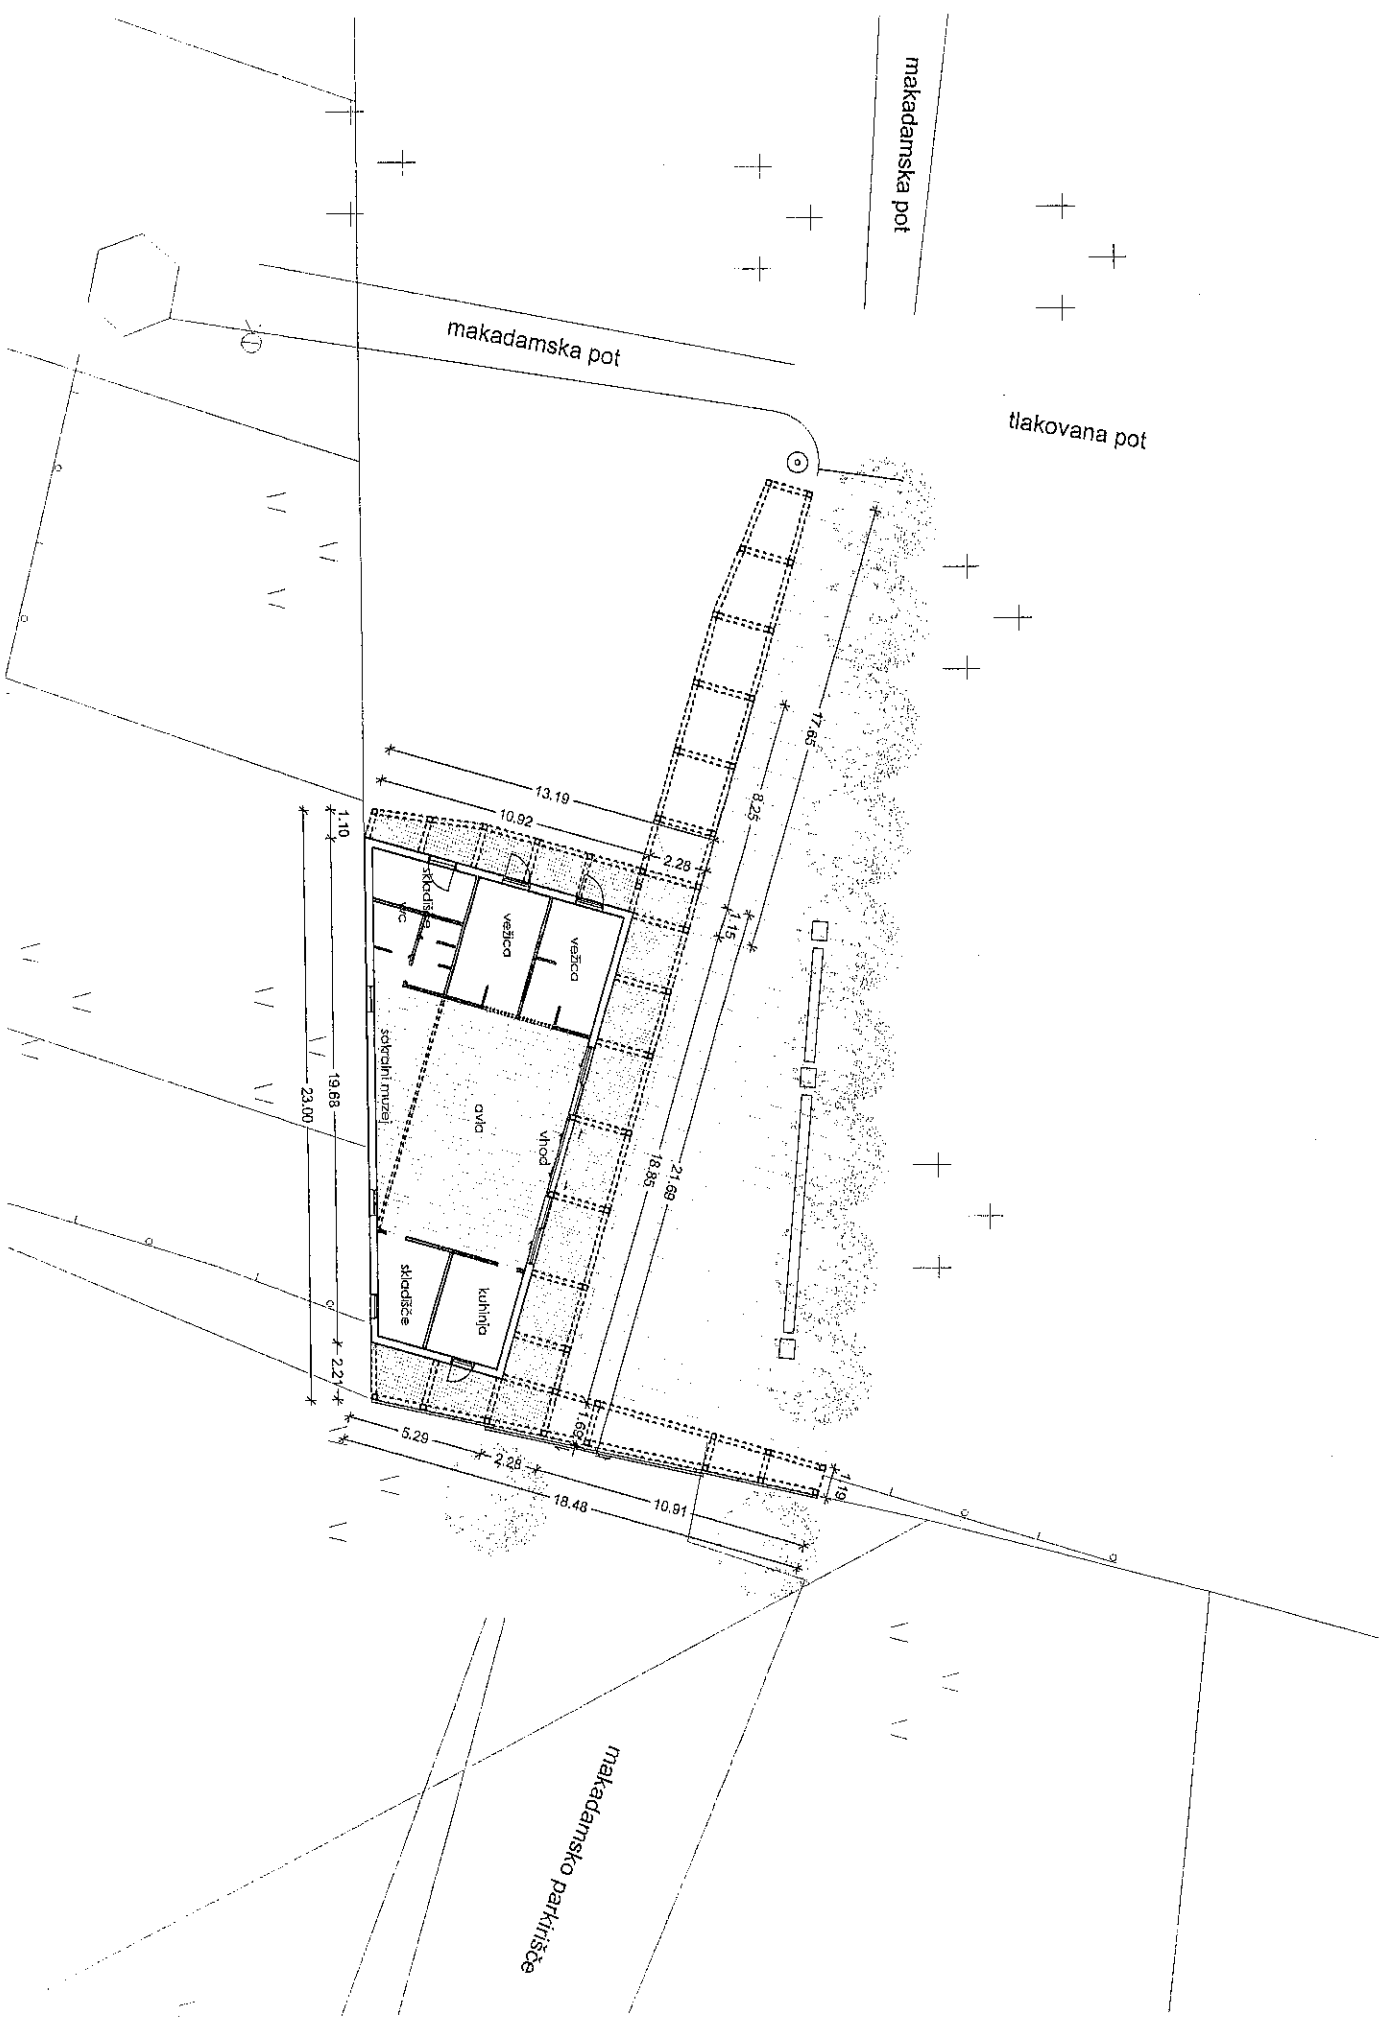 makadamska pot
makadamska pot
tlakovana pot
17.65
8.25
13.19
10.92
2.28
1.15
1.10
skladišče
wc
vežica
vežica
sakralni muzej
avla
vhod
19.68
23.00
21.69
18.85
skladišče
kuhinja
2.21
1.69
5.29
2.28
10.91
18.48
1.19
makadamsko parkirišče